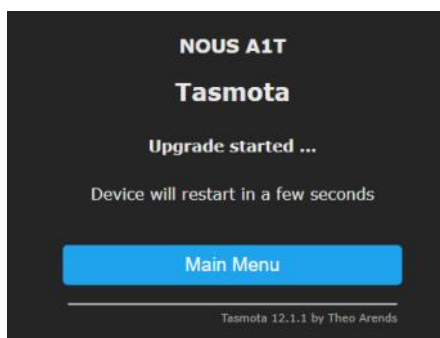 NOUS A1T
Tasmota
Upgrade started ...
Device will restart in a few seconds
Main Menu
Tasmota 12.1.1 by Theo Arends